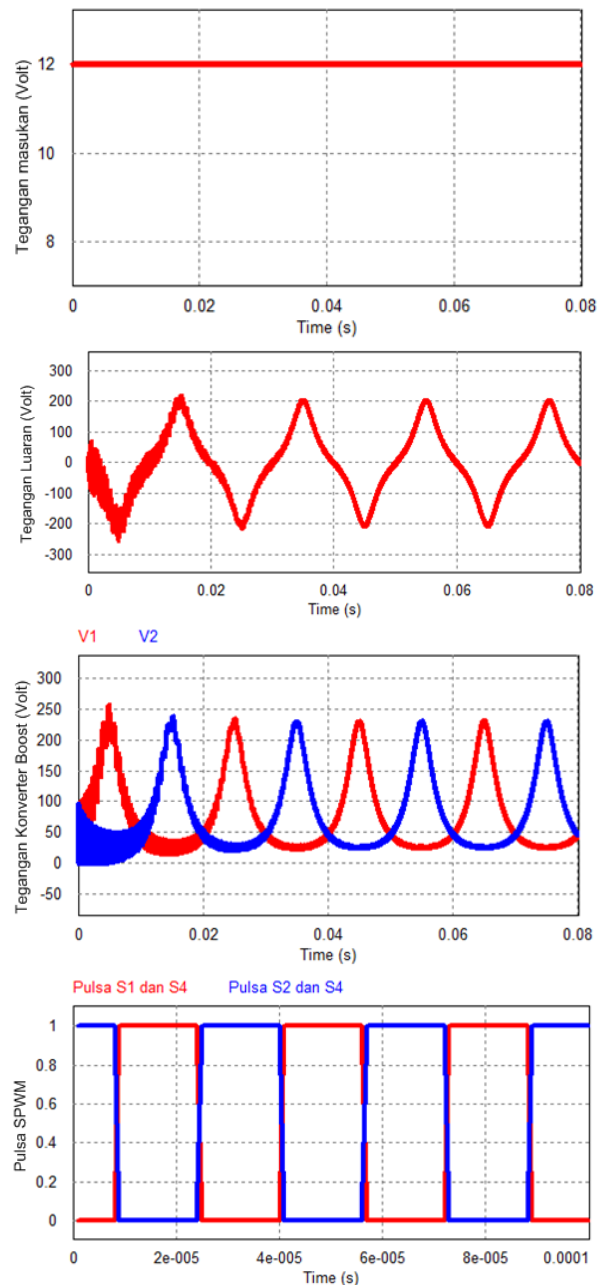 Tegangan masukan (Volt)
12
10
8
0 0.02 0.04 0.06 0.08
Time (s)
Tegangan Luaran (Volt)
300
200
100
0
-100
-200
-300
0 0.02 0.04 0.06 0.08
Time (s)
V1 V2
Tegangan Konverter Boost (Volt)
300
250
200
150
100
50
0
-50
0 0.02 0.04 0.06 0.08
Time (s)
Pulsa S1 dan S4 Pulsa S2 dan S4
Pulsa SPWM
1
0.8
0.6
0.4
0.2
0
0 2e-005 4e-005 6e-005 8e-005 0.0001
Time (s)